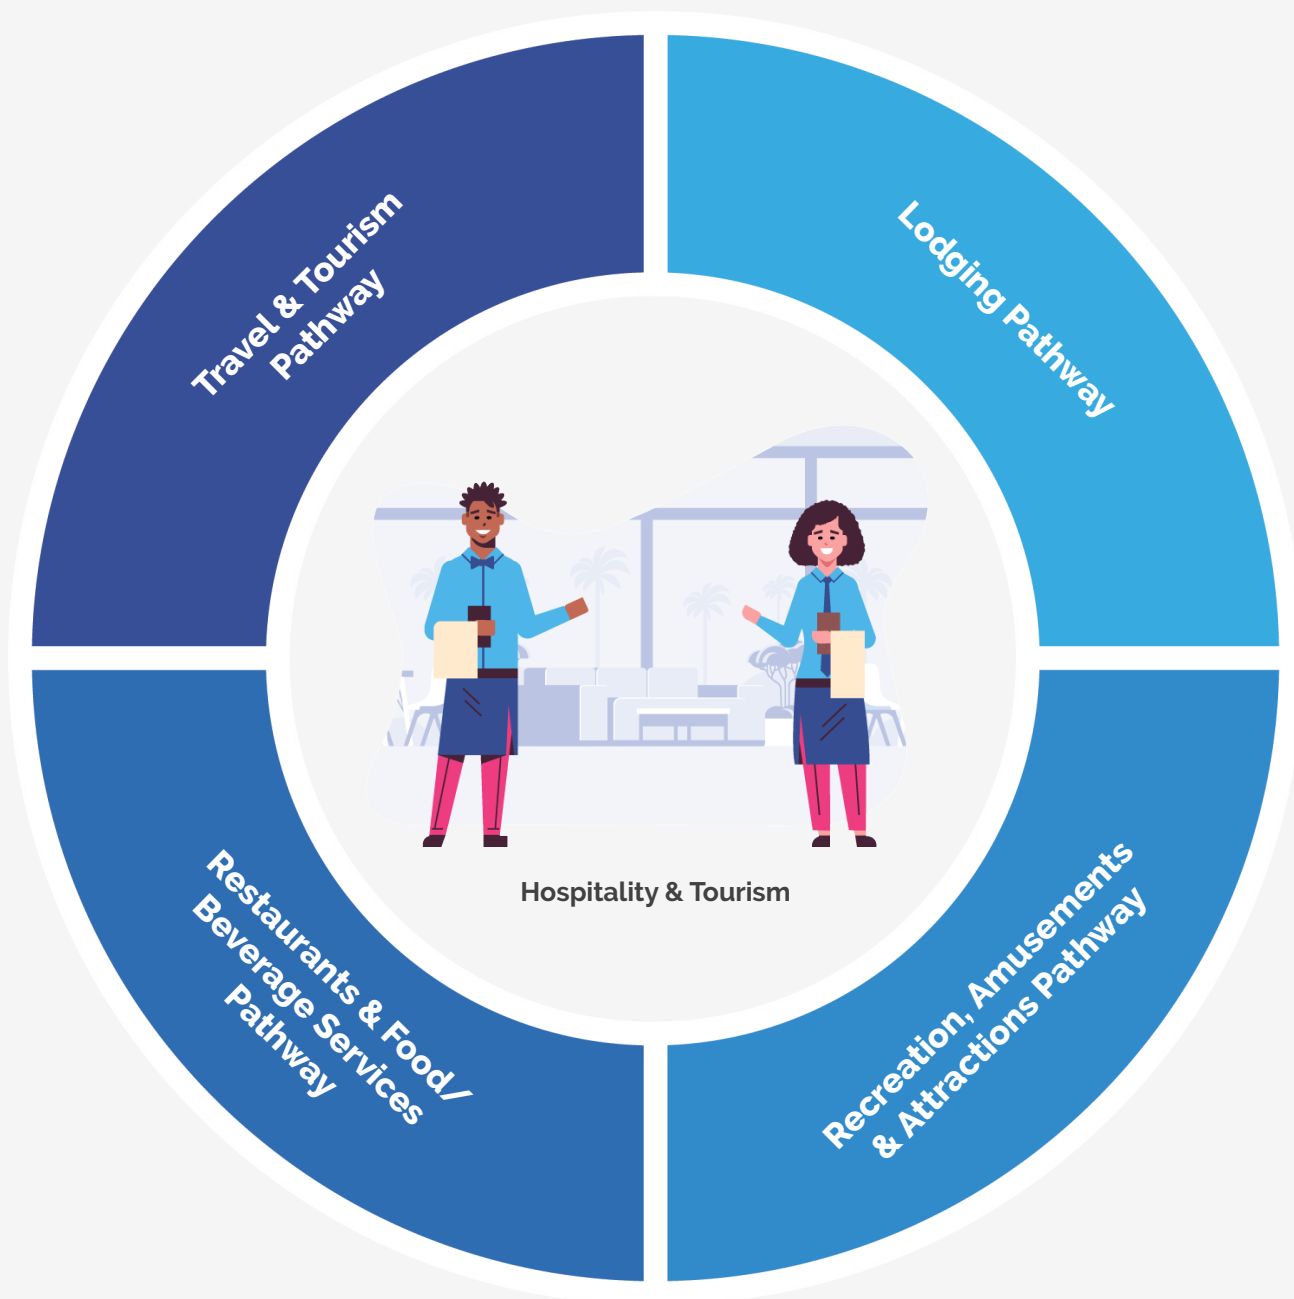 Travel & Tourism
Pathway
Lodging Pathway
Hospitality & Tourism
Restaurants & Food/
Beverage Services
Pathway
Recreation, Amusements
& Attractions Pathway